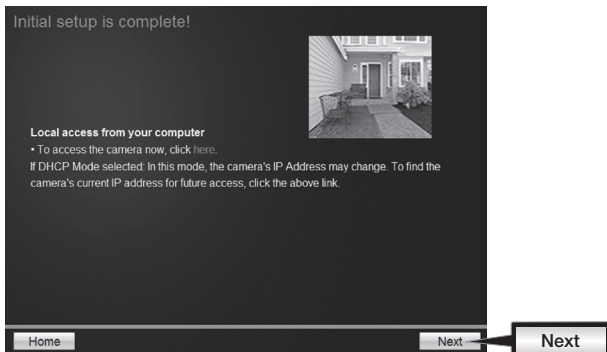 Initial setup is complete!
Local access from your computer
• To access the camera now, click here.
If DHCP Mode selected: In this mode, the camera's IP Address may change. To find the
camera's current IP address for future access, click the above link.
Home
Next
Next